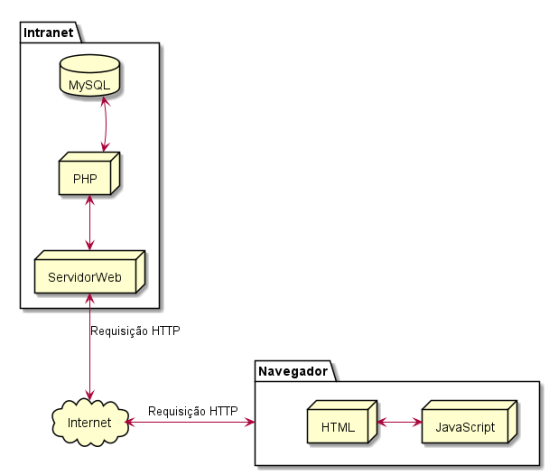 Intranet
MySQL
PHP
ServidorWeb
Requisição HTTP
Internet
Requisição HTTP
Navegador
HTML
JavaScript